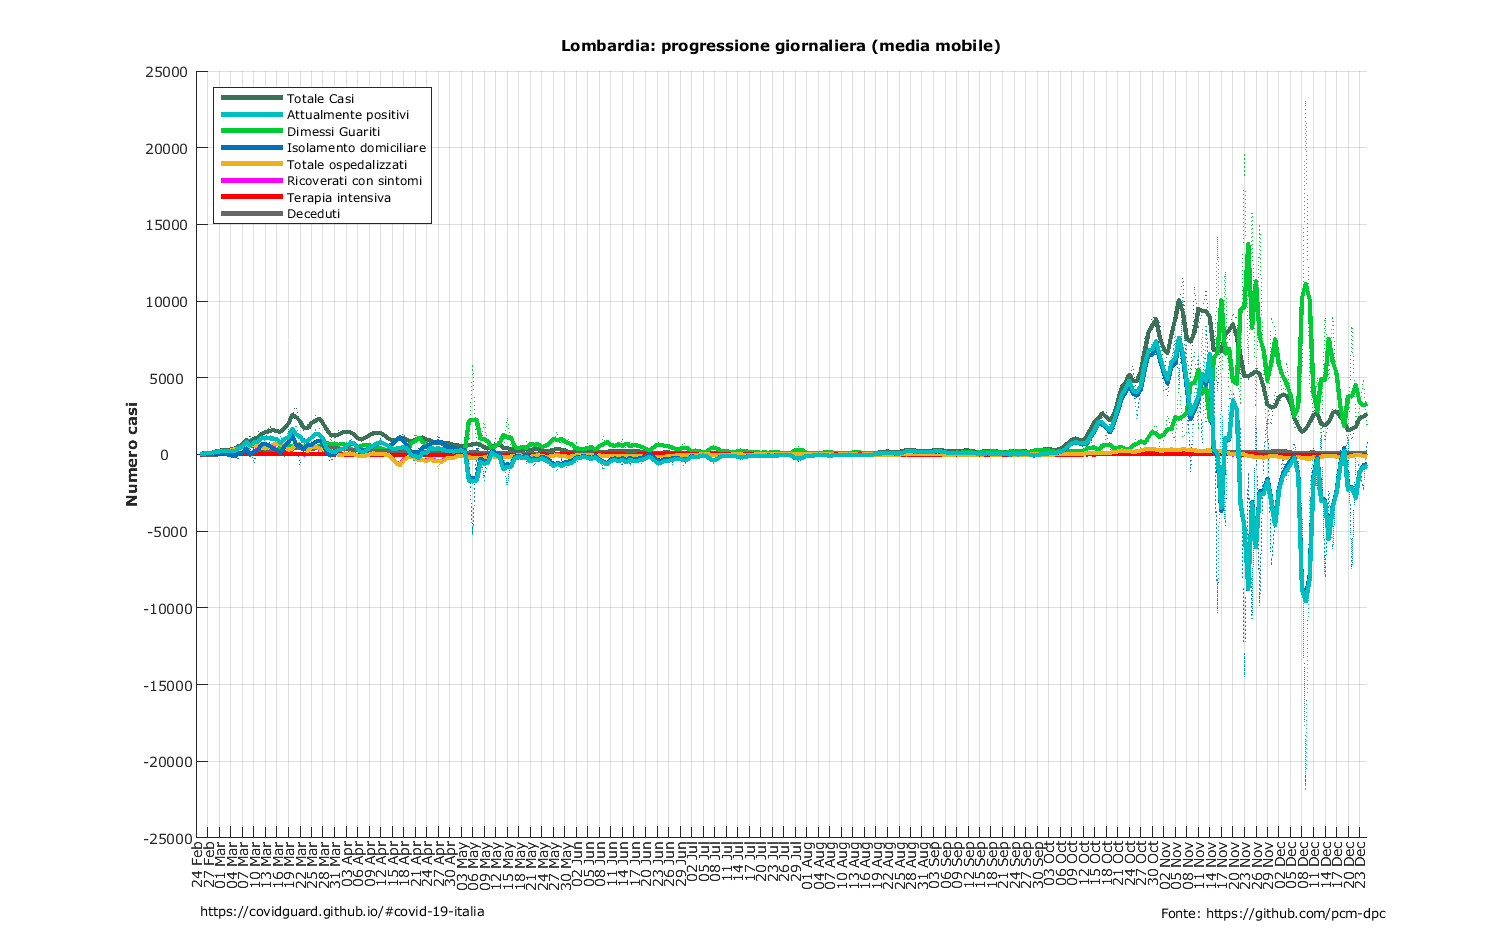 Lombardia: progressione giornaliera (media mobile)
25000
20000
15000
10000
5000
0
-5000
-10000
-15000
-20000
-25000
Numero casi
Totale Casi
Attualmente positivi
Dimessi Guariti
Isolamento domiciliare
Totale ospedalizzati
Ricoverati con sintomi
Terapia intensiva
Deceduti
24 Feb
27 Feb
01 Mar
04 Mar
07 Mar
10 Mar
13 Mar
16 Mar
19 Mar
22 Mar
25 Mar
28 Mar
31 Mar
03 Apr
06 Apr
09 Apr
12 Apr
15 Apr
18 Apr
21 Apr
24 Apr
27 Apr
30 Apr
03 May
06 May
09 May
12 May
15 May
18 May
21 May
24 May
27 May
30 May
02 Jun
05 Jun
08 Jun
11 Jun
14 Jun
17 Jun
20 Jun
23 Jun
26 Jun
29 Jun
02 Jul
05 Jul
08 Jul
11 Jul
14 Jul
17 Jul
20 Jul
23 Jul
26 Jul
29 Jul
01 Aug
04 Aug
07 Aug
10 Aug
13 Aug
16 Aug
19 Aug
22 Aug
25 Aug
28 Aug
31 Aug
03 Sep
06 Sep
09 Sep
12 Sep
15 Sep
18 Sep
21 Sep
24 Sep
27 Sep
30 Sep
03 Oct
06 Oct
09 Oct
12 Oct
15 Oct
18 Oct
21 Oct
24 Oct
27 Oct
30 Oct
02 Nov
05 Nov
08 Nov
11 Nov
14 Nov
17 Nov
20 Nov
23 Nov
26 Nov
29 Nov
02 Dec
05 Dec
08 Dec
11 Dec
14 Dec
17 Dec
20 Dec
23 Dec
https://covidguard.github.io/#covid-19-italia
Fonte: https://github.com/pcm-dpc